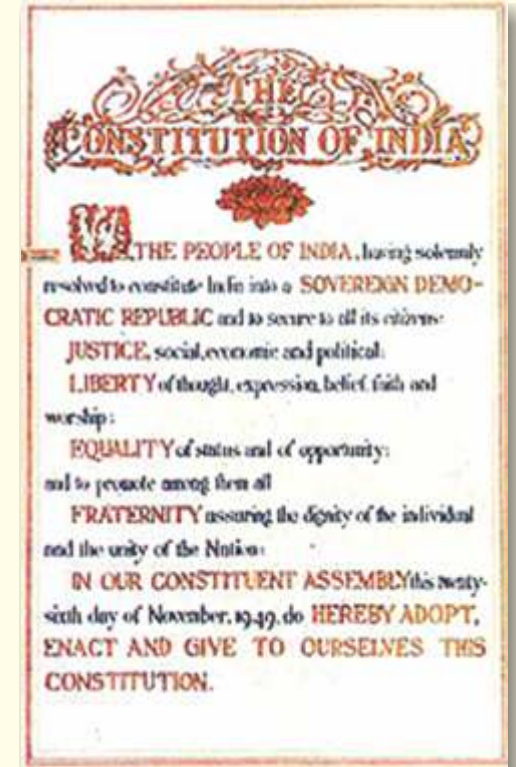 THE
CONSTITUTION OF INDIA
WE, THE PEOPLE OF INDIA, having solemnly
resolved to constitute India into a SOVEREIGN DEMO-
CRATIC REPUBLIC and to secure to all its citizens:
JUSTICE, social, economic and political;
LIBERTY of thought, expression, belief, faith and
worship;
EQUALITY of status and of opportunity;
and to promote among them all
FRATERNITY assuring the dignity of the individual
and the unity of the Nation;
IN OUR CONSTITUENT ASSEMBLY this twenty-
sixth day of November, 1949, do HEREBY ADOPT,
ENACT AND GIVE TO OURSELVES THIS
CONSTITUTION.